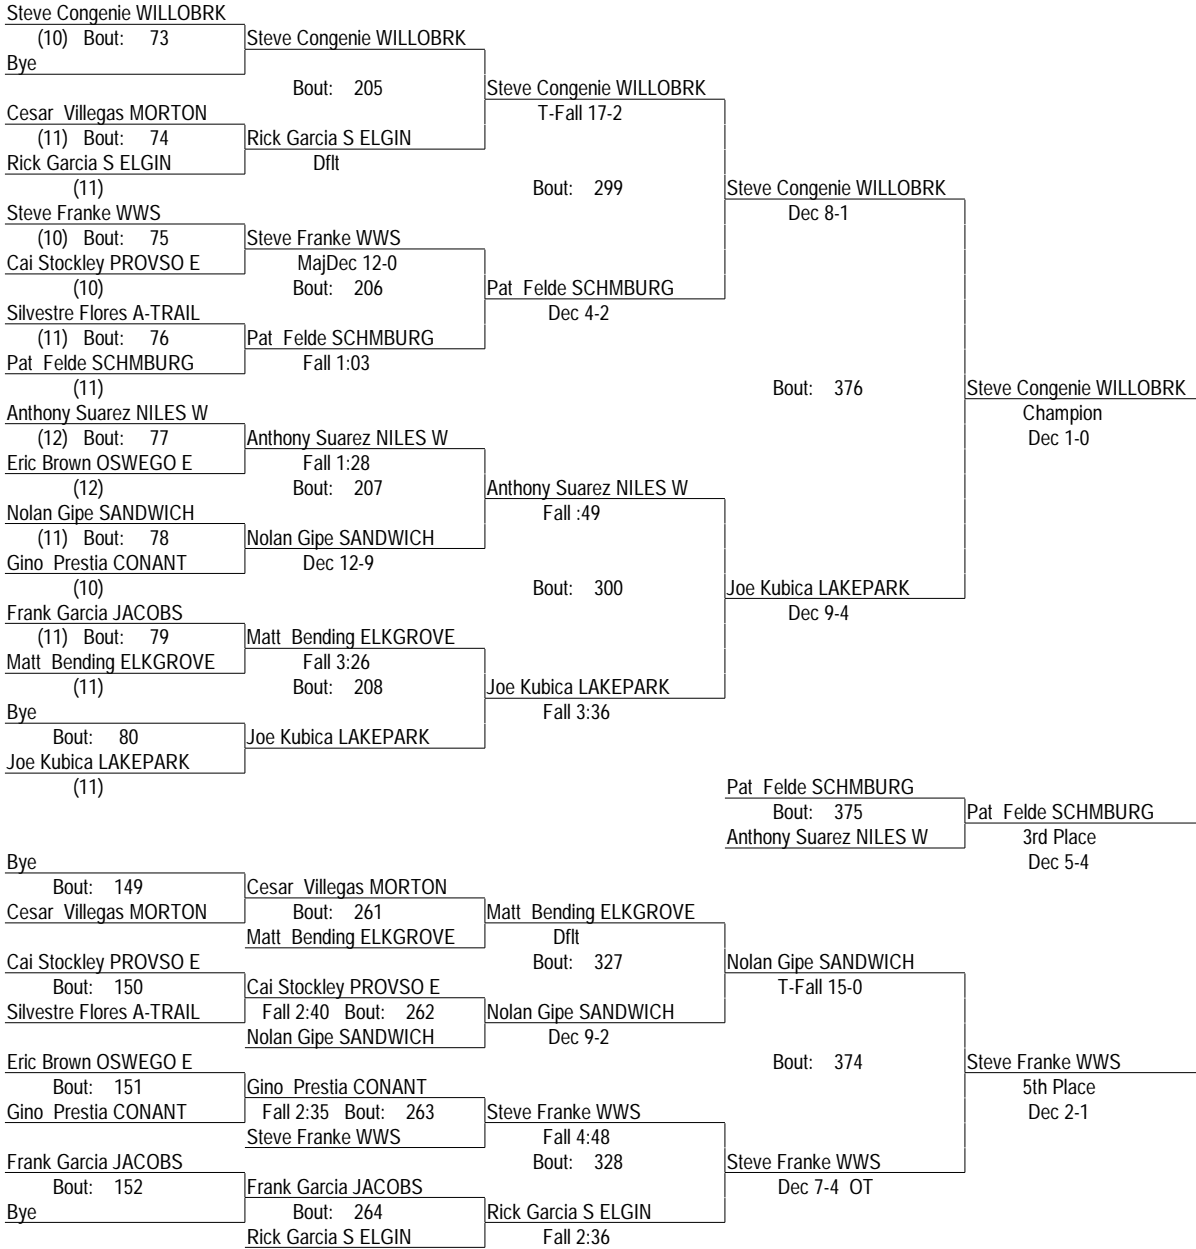 Steve Congenie WILLOBRK
(10) Bout: 73 Steve Congenie WILLOBRK
Bye
Bout: 205 Steve Congenie WILLOBRK
Cesar Villegas MORTON T-Fall 17-2
(11) Bout: 74 Rick Garcia S ELGIN
Rick Garcia S ELGIN Dflt
(11) Bout: 299 Steve Congenie WILLOBRK
Steve Franke WWS Dec 8-1
(10) Bout: 75 Steve Franke WWS
Cai Stockley PROVSO E MajDec 12-0
(10) Bout: 206 Pat Felde SCHMBURG
Silvestre Flores A-TRAIL Dec 4-2
(11) Bout: 76 Pat Felde SCHMBURG
Pat Felde SCHMBURG Fall 1:03
(11) Bout: 376 Steve Congenie WILLOBRK
Anthony Suarez NILES W Champion
(12) Bout: 77 Anthony Suarez NILES W Dec 1-0
Eric Brown OSWEGO E Fall 1:28
(12) Bout: 207 Anthony Suarez NILES W
Nolan Gipe SANDWICH Fall :49
(11) Bout: 78 Nolan Gipe SANDWICH
Gino Prestia CONANT Dec 12-9
(10) Bout: 300 Joe Kubica LAKEPARK
Frank Garcia JACOBS Dec 9-4
(11) Bout: 79 Matt Bending ELKGROVE
Matt Bending ELKGROVE Fall 3:26
(11) Bout: 208 Joe Kubica LAKEPARK
Bye Fall 3:36
Bout: 80 Joe Kubica LAKEPARK
Joe Kubica LAKEPARK
(11) Pat Felde SCHMBURG
Bout: 375 Pat Felde SCHMBURG
Anthony Suarez NILES W 3rd Place
Bye Dec 5-4
Bout: 149 Cesar Villegas MORTON
Cesar Villegas MORTON Bout: 261 Matt Bending ELKGROVE
Matt Bending ELKGROVE Dflt
Cai Stockley PROVSO E Bout: 327 Nolan Gipe SANDWICH
Bout: 150 Cai Stockley PROVSO E T-Fall 15-0
Silvestre Flores A-TRAIL Fall 2:40 Bout: 262 Nolan Gipe SANDWICH
Nolan Gipe SANDWICH Dec 9-2
Eric Brown OSWEGO E Bout: 374 Steve Franke WWS
Bout: 151 Gino Prestia CONANT 5th Place
Gino Prestia CONANT Fall 2:35 Bout: 263 Steve Franke WWS Dec 2-1
Steve Franke WWS Fall 4:48
Frank Garcia JACOBS Bout: 328 Steve Franke WWS
Bout: 152 Frank Garcia JACOBS Dec 7-4 OT
Bye Bout: 264 Rick Garcia S ELGIN
Rick Garcia S ELGIN Fall 2:36